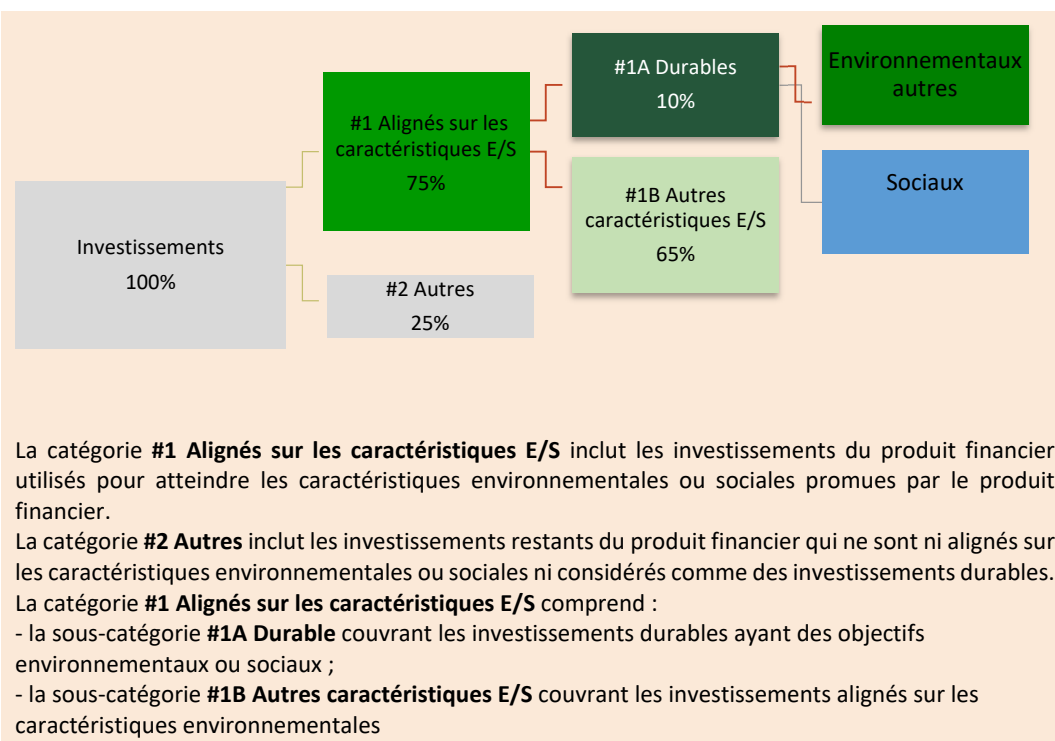 Investissements
100%
#1 Alignés sur les
caractéristiques E/S
75%
#2 Autres
25%
#1A Durables
10%
#1B Autres
caractéristiques E/S
65%
Environnementaux
autres
Sociaux
La catégorie #1 Alignés sur les caractéristiques E/S inclut les investissements du produit financier
utilisés pour atteindre les caractéristiques environnementales ou sociales promues par le produit
financier.
La catégorie #2 Autres inclut les investissements restants du produit financier qui ne sont ni alignés sur
les caractéristiques environnementales ou sociales ni considérés comme des investissements durables.
La catégorie #1 Alignés sur les caractéristiques E/S comprend :
- la sous-catégorie #1A Durable couvrant les investissements durables ayant des objectifs
environnementaux ou sociaux ;
- la sous-catégorie #1B Autres caractéristiques E/S couvrant les investissements alignés sur les
caractéristiques environnementales